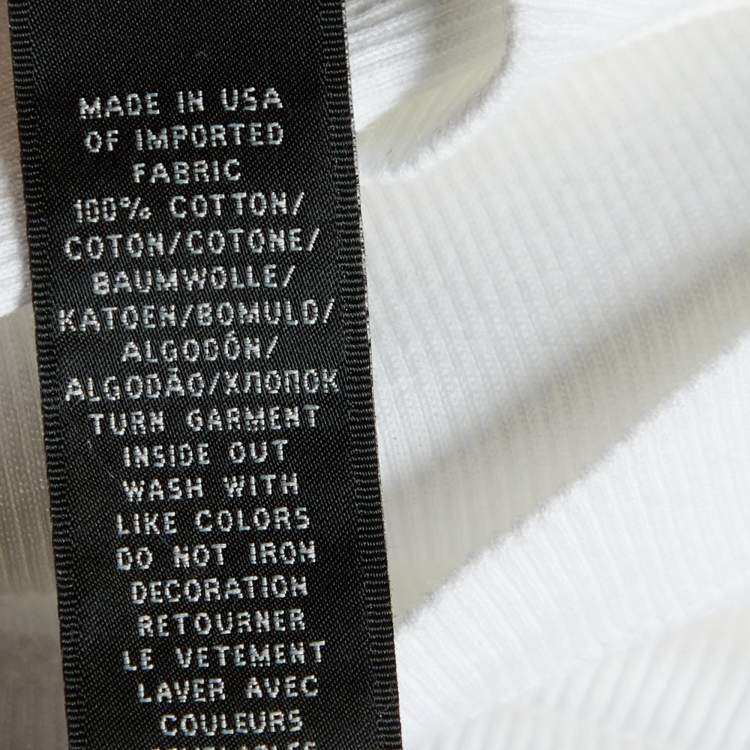 MADE IN USA
OF IMPORTED
FABRIC
100% COTTON/
COTON/COTONE/
BAUMWOLLE/
KATOEN/BOMULD/
ALGODÓN/
ALGODÃO/ХЛОПОК
TURN GARMENT
INSIDE OUT
WASH WITH
LIKE COLORS
DO NOT IRON
DECORATION
RETOURNER
LE VETEMENT
LAVER AVEC
COULEURS